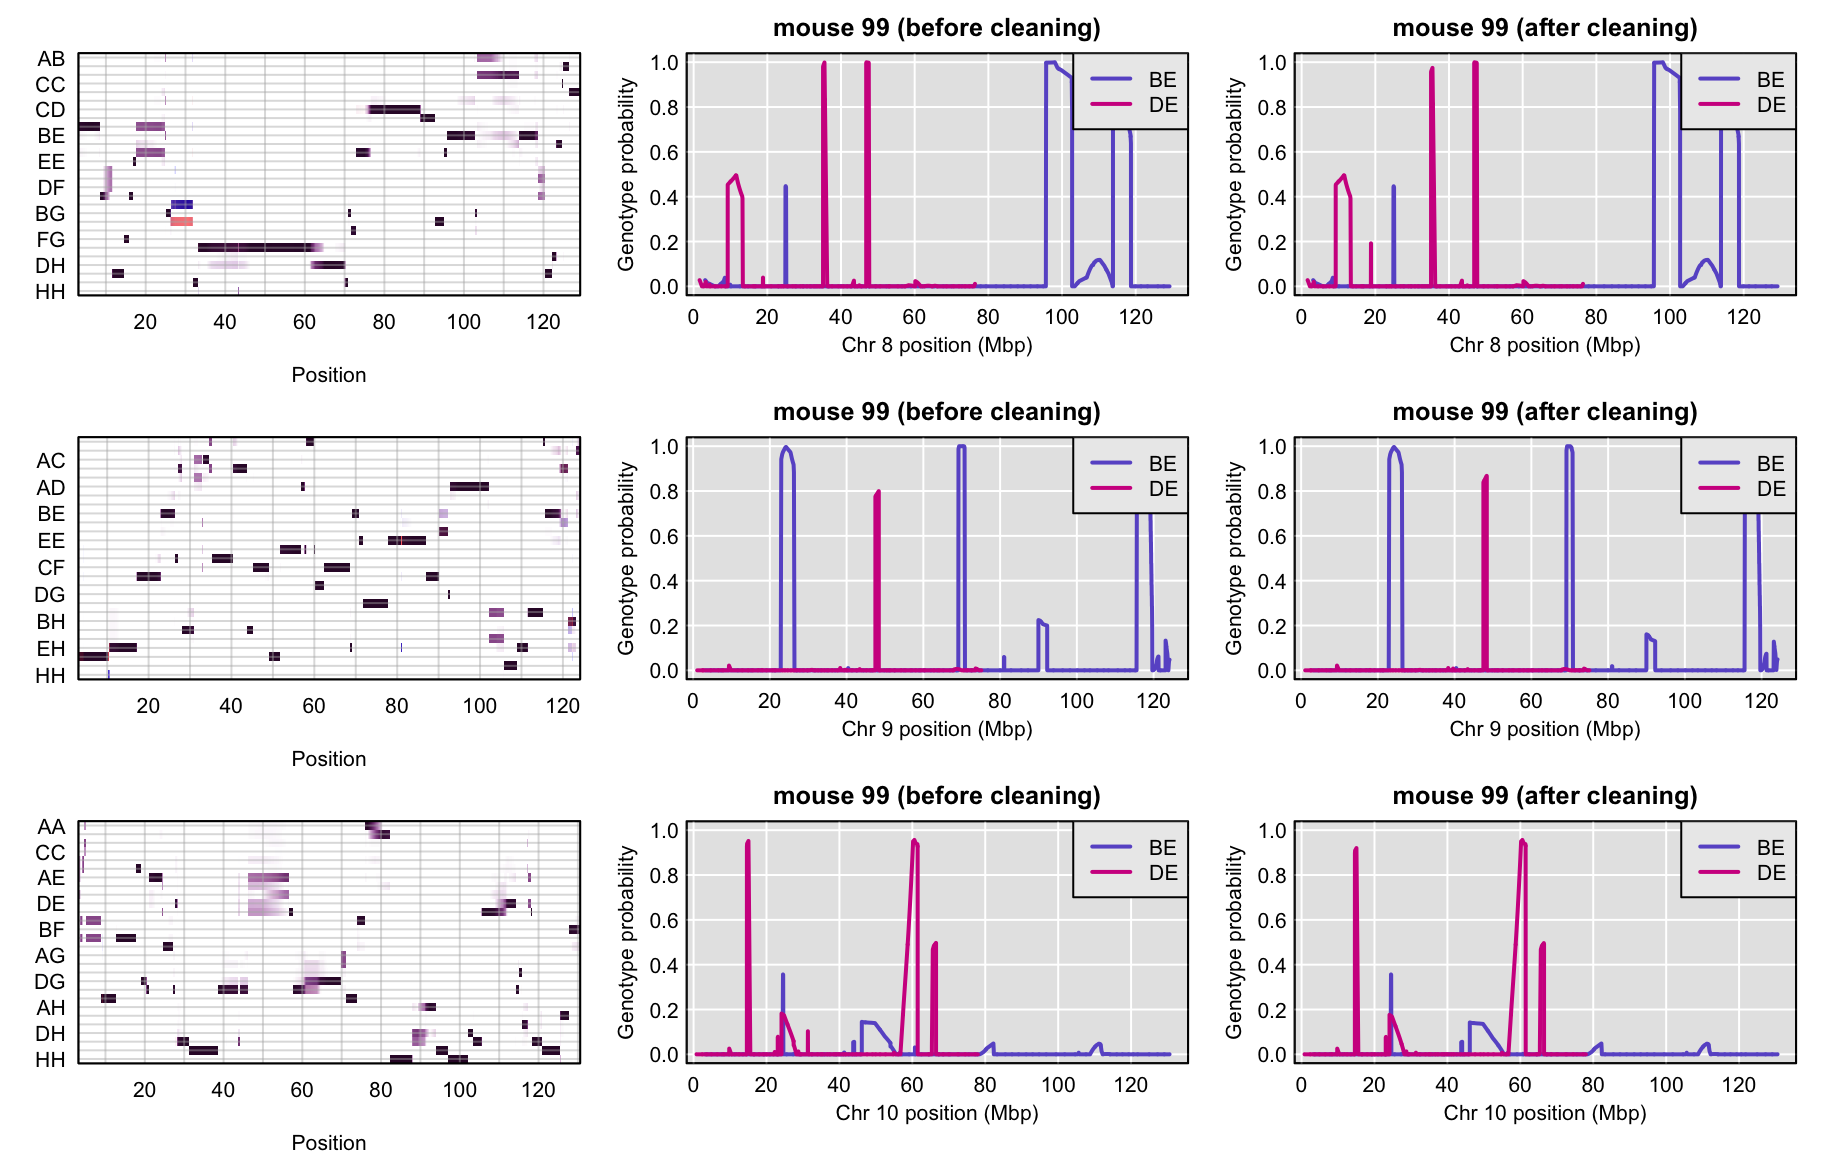 mouse 99 (before cleaning)
mouse 99 (after cleaning)
AB
CC
CD
BE
EE
DF
BG
FG
DH
HH
20 40 60 80 100 120
Position
Genotype probability
1.0
0.8
0.6
0.4
0.2
0.0
BE
DE
0 20 40 60 80 100 120
Chr 8 position (Mbp)
Genotype probability
1.0
0.8
0.6
0.4
0.2
0.0
BE
DE
0 20 40 60 80 100 120
Chr 8 position (Mbp)
mouse 99 (before cleaning)
mouse 99 (after cleaning)
AC
AD
BE
EE
CF
DG
BH
EH
HH
20 40 60 80 100 120
Position
Genotype probability
1.0
0.8
0.6
0.4
0.2
0.0
BE
DE
0 20 40 60 80 100 120
Chr 9 position (Mbp)
Genotype probability
1.0
0.8
0.6
0.4
0.2
0.0
BE
DE
0 20 40 60 80 100 120
Chr 9 position (Mbp)
mouse 99 (before cleaning)
mouse 99 (after cleaning)
AA
CC
AE
DE
BF
AG
DG
AH
DH
HH
20 40 60 80 100 120
Position
Genotype probability
1.0
0.8
0.6
0.4
0.2
0.0
BE
DE
0 20 40 60 80 100 120
Chr 10 position (Mbp)
Genotype probability
1.0
0.8
0.6
0.4
0.2
0.0
BE
DE
0 20 40 60 80 100 120
Chr 10 position (Mbp)